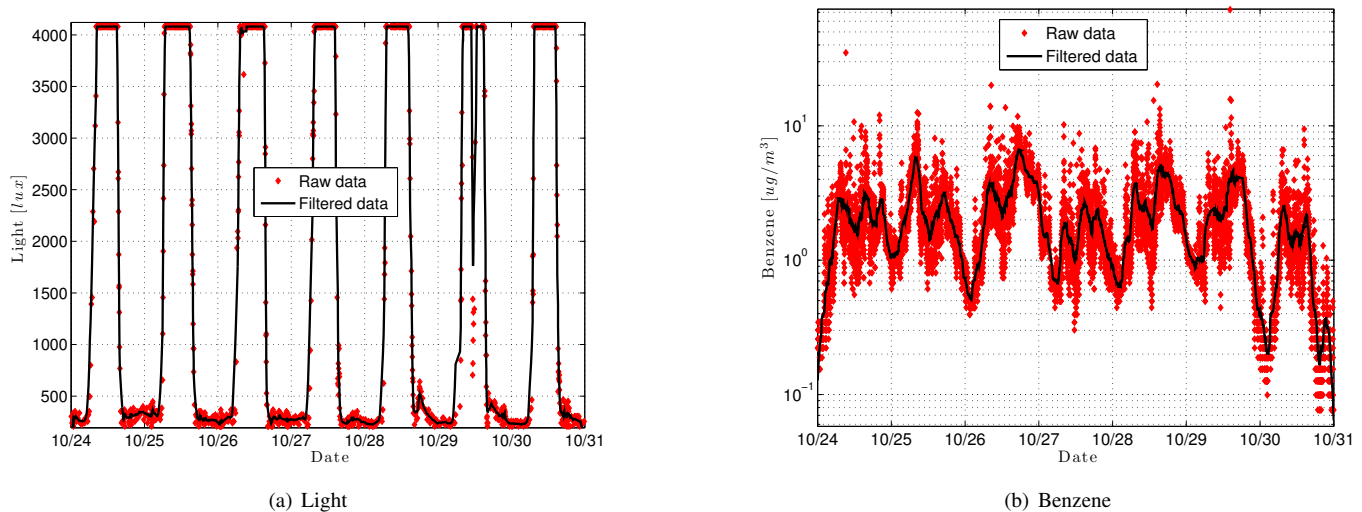 4000
3500
3000
2500
2000
1500
1000
500
Light [lux]
Raw data
Filtered data
10/24 10/25 10/26 10/27 10/28 10/29 10/30 10/31
Date
(a) Light
10¹
10⁰
10⁻¹
Benzene [ug/m³]
Raw data
Filtered data
10/24 10/25 10/26 10/27 10/28 10/29 10/30 10/31
Date
(b) Benzene